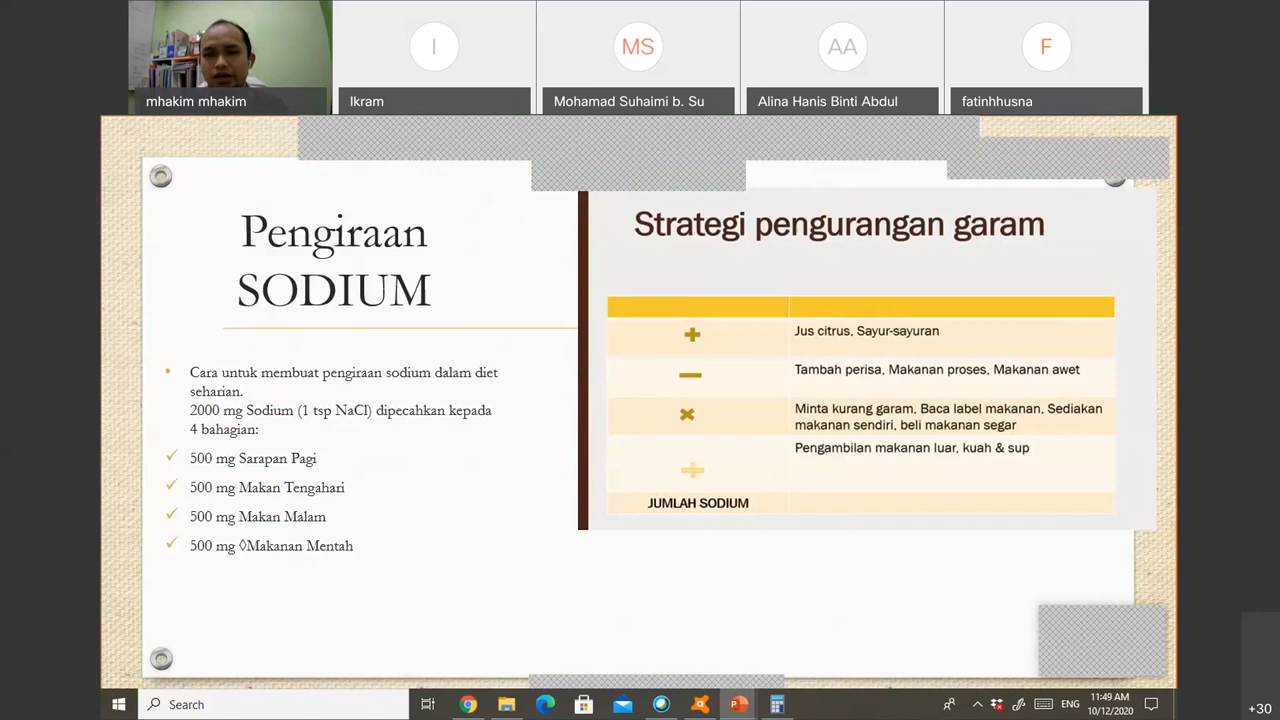 I
MS
AA
F
mhakim mhakim
Ikram
Mohamad Suhaimi b. Su
Alina Hanis Binti Abdul
fatinhhusna
Pengiraan
SODIUM
• Cara untuk membuat pengiraan sodium dalam diet
seharian.
2000 mg Sodium (1 tsp NaCl) dipecahkan kepada
4 bahagian:
✓ 500 mg Sarapan Pagi
✓ 500 mg Makan Tengahari
✓ 500 mg Makan Malam
✓ 500 mg ◊Makanan Mentah
Strategi pengurangan garam
Jus citrus, Sayur-sayuran
Tambah perisa, Makanan proses, Makanan awet
Minta kurang garam, Baca label makanan, Sediakan
makanan sendiri, beli makanan segar
Pengambilan makanan luar, kuah & sup
JUMLAH SODIUM
Search
ENG
11:49 AM
10/12/2020
+30